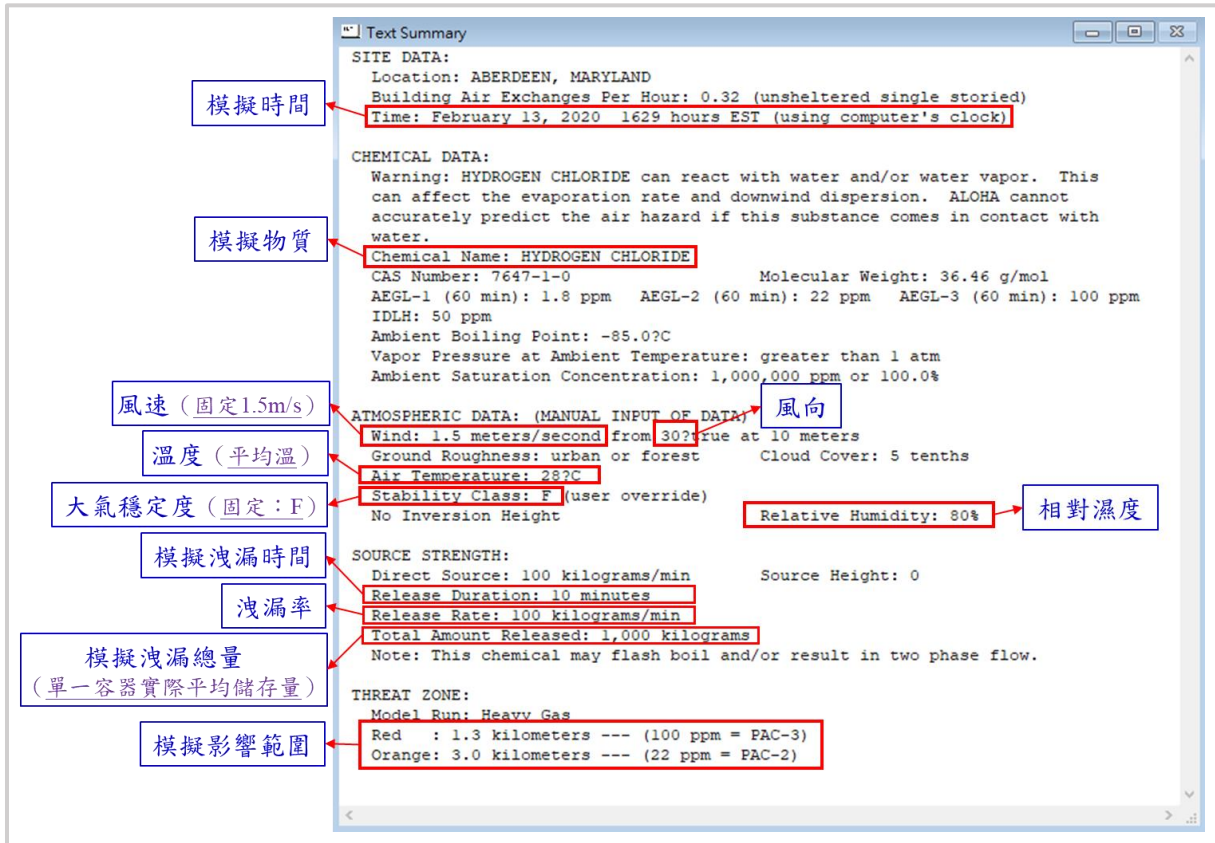 Text Summary
SITE DATA:
Location: ABERDEEN, MARYLAND
Building Air Exchanges Per Hour: 0.32 (unsheltered single storied)
模擬時間
Time: February 13, 2020 1629 hours EST (using computer's clock)
CHEMICAL DATA:
Warning: HYDROGEN CHLORIDE can react with water and/or water vapor. This
can affect the evaporation rate and downwind dispersion. ALOHA cannot
accurately predict the air hazard if this substance comes in contact with
water.
模擬物質
Chemical Name: HYDROGEN CHLORIDE
CAS Number: 7647-1-0 Molecular Weight: 36.46 g/mol
AEGL-1 (60 min): 1.8 ppm AEGL-2 (60 min): 22 ppm AEGL-3 (60 min): 100 ppm
IDLH: 50 ppm
Ambient Boiling Point: -85.0?C
Vapor Pressure at Ambient Temperature: greater than 1 atm
Ambient Saturation Concentration: 1,000,000 ppm or 100.0%
風速（固定1.5m/s）
風向
ATMOSPHERIC DATA: (MANUAL INPUT OF DATA)
Wind: 1.5 meters/second from 30?true at 10 meters
Ground Roughness: urban or forest Cloud Cover: 5 tenths
溫度（平均溫）
Air Temperature: 28?C
大氣穩定度（固定：F）
Stability Class: F (user override)
No Inversion Height Relative Humidity: 80%
相對濕度
SOURCE STRENGTH:
模擬洩漏時間
Direct Source: 100 kilograms/min Source Height: 0
Release Duration: 10 minutes
洩漏率
Release Rate: 100 kilograms/min
Total Amount Released: 1,000 kilograms
模擬洩漏總量
（單一容器實際平均儲存量）
Note: This chemical may flash boil and/or result in two phase flow.
THREAT ZONE:
Model Run: Heavy Gas
模擬影響範圍
Red : 1.3 kilometers --- (100 ppm = PAC-3)
Orange: 3.0 kilometers --- (22 ppm = PAC-2)